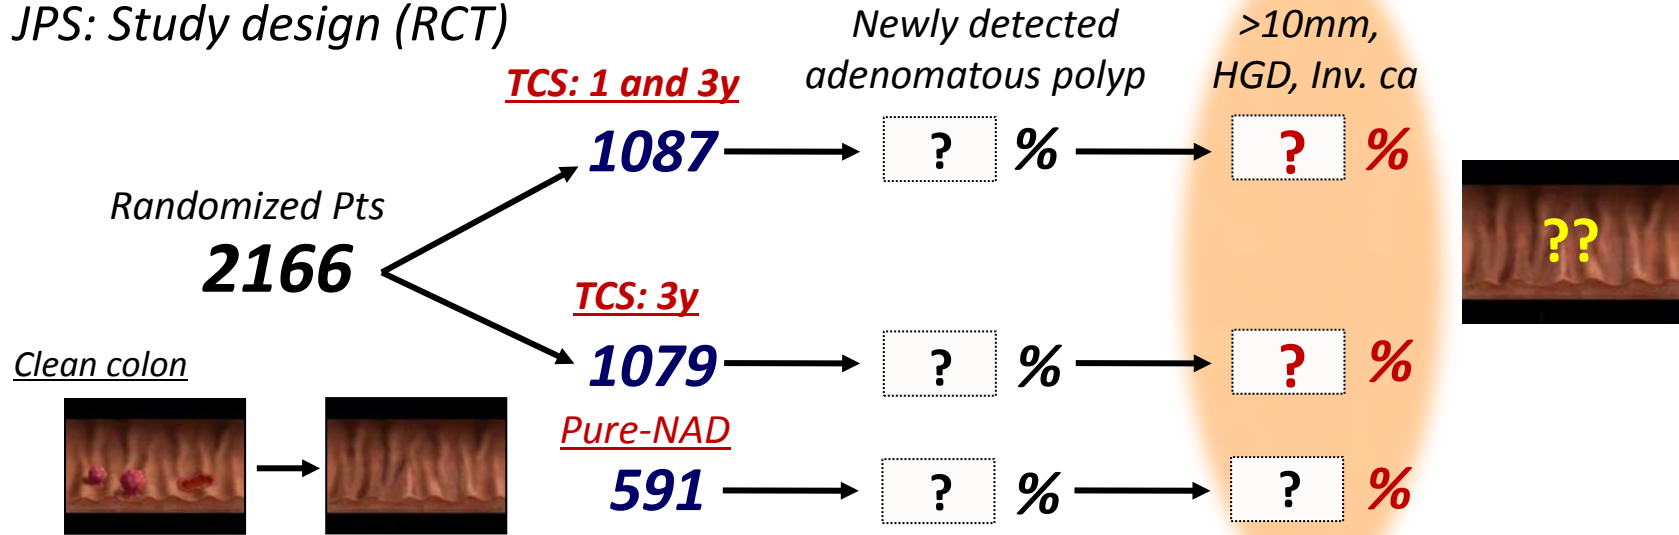 JPS: Study design (RCT)
Newly detected
adenomatous polyp
>10mm,
HGD, Inv. ca
TCS: 1 and 3y
1087
? %
? %
Randomized Pts
2166
??
TCS: 3y
1079
? %
? %
Clean colon
Pure-NAD
591
? %
? %